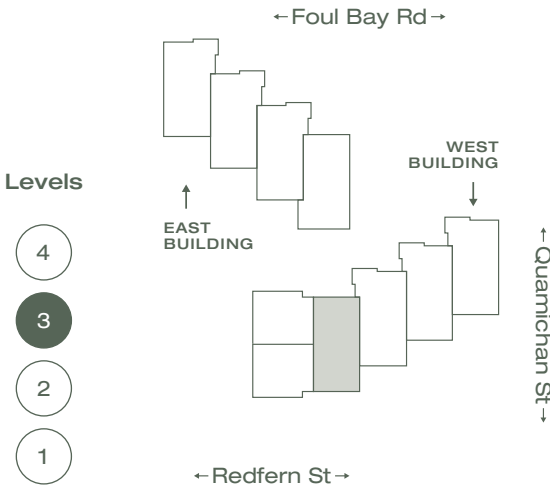 ←Foul Bay Rd→
WEST
BUILDING
Levels
EAST
BUILDING
4
3
2
1
←Quamichan St→
←Redfern St→